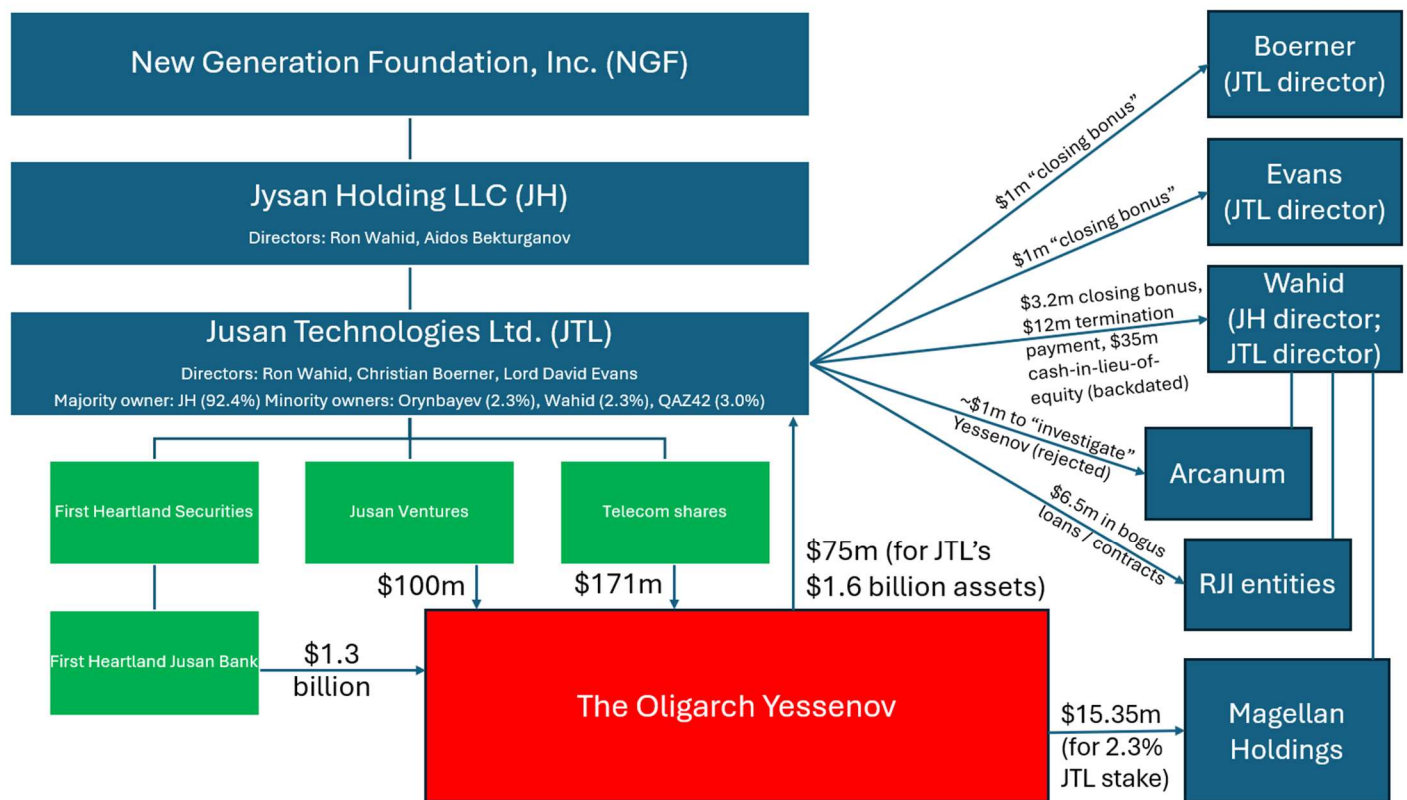 New Generation Foundation, Inc. (NGF)
Jysan Holding LLC (JH)
Directors: Ron Wahid, Aidos Bekturganov
Jusan Technologies Ltd. (JTL)
Directors: Ron Wahid, Christian Boerner, Lord David Evans
Majority owner: JH (92.4%) Minority owners: Orynbayev (2.3%), Wahid (2.3%), QAZ42 (3.0%)
First Heartland Securities
Jusan Ventures
Telecom shares
$100m
$171m
$75m (for JTL’s
$1.6 billion assets)
First Heartland Jusan Bank
$1.3
billion
The Oligarch Yessenov
$15.35m
(for 2.3%
JTL stake)
$1m “closing bonus”
Boerner
(JTL director)
$1m “closing bonus”
Evans
(JTL director)
$3.2m closing bonus,
$12m termination
payment, $35m
cash-in-lieu-of-
equity (backdated)
Wahid
(JH director;
JTL director)
~$1m to “investigate”
Yessenov (rejected)
Arcanum
$6.5m in bogus
loans / contracts
RJI entities
Magellan
Holdings